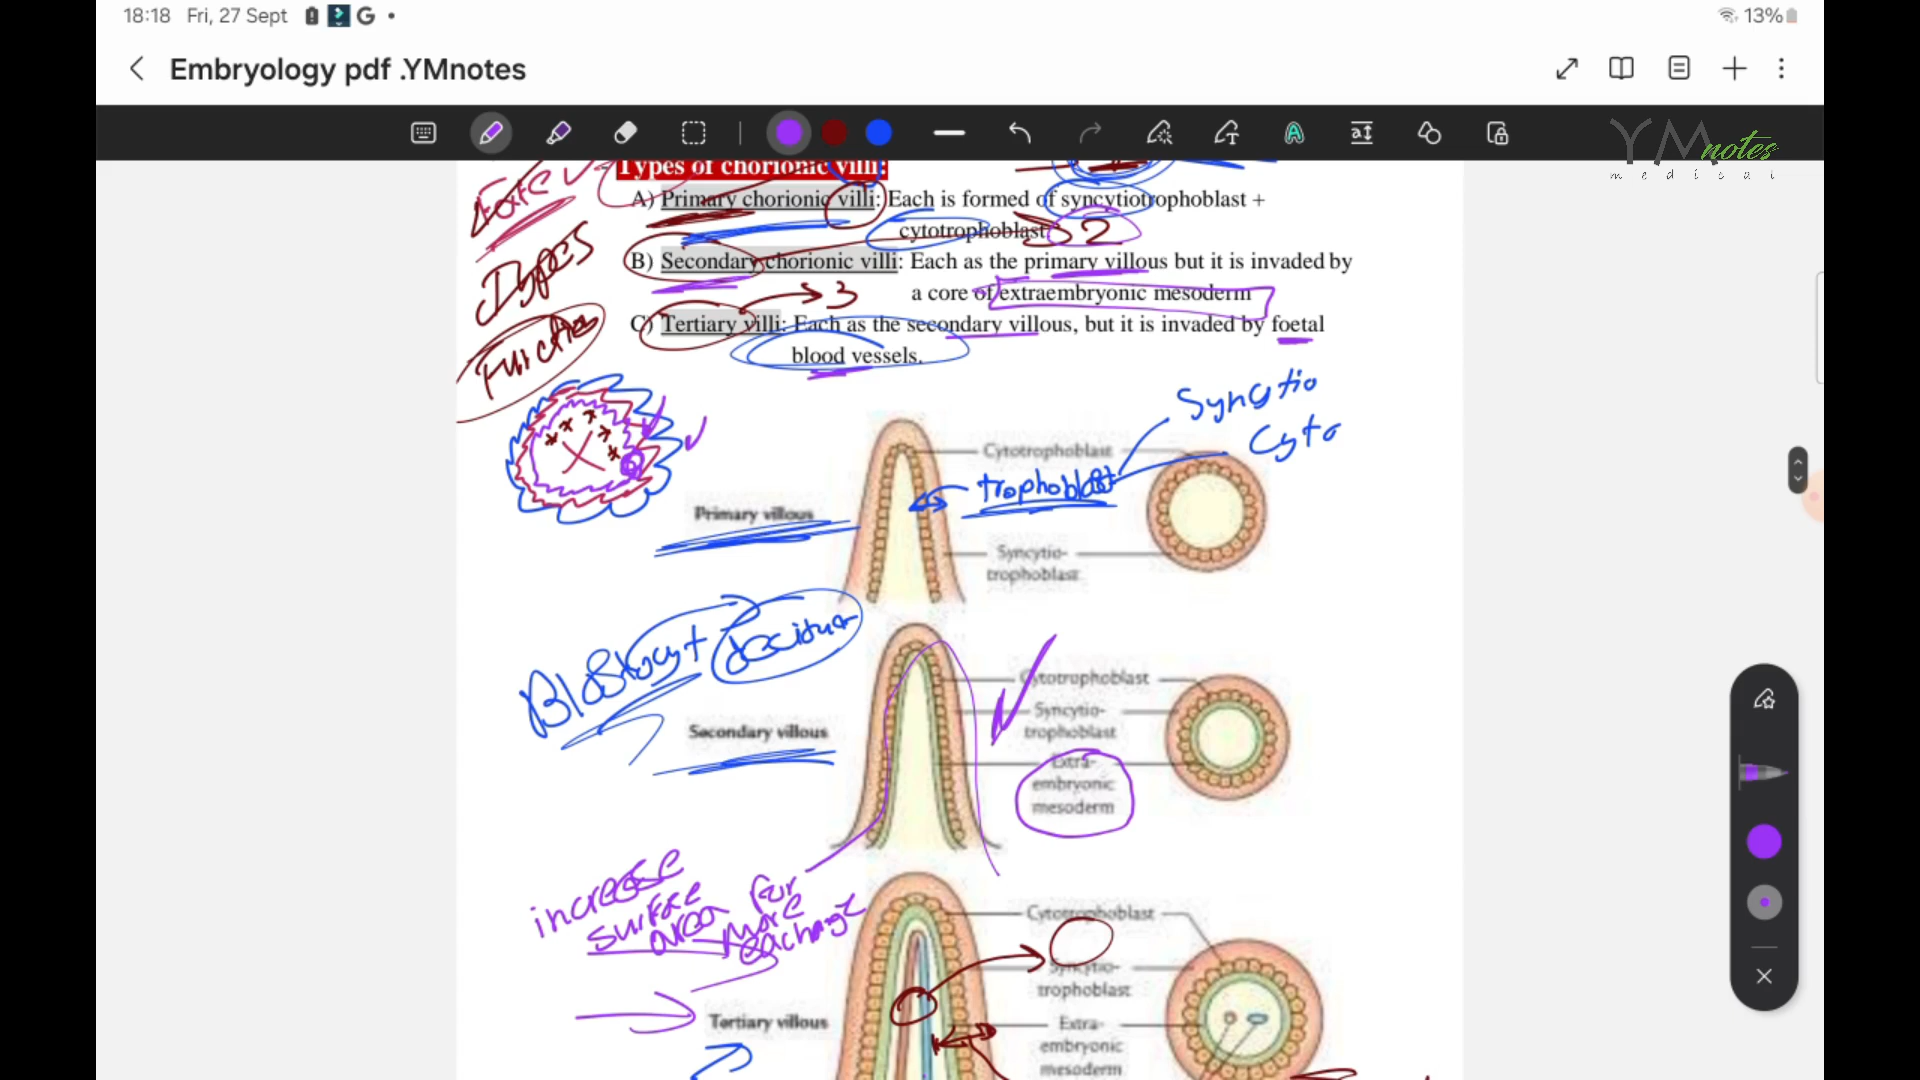 18:18 Fri, 27 Sept G 13%
Embryology pdf .YMnotes
YMnotes
medical
Types of chorionic villi:
A) Primary chorionic villi: Each is formed of syncytiotrophoblast +
cytotrophoblast 2
B) Secondary chorionic villi: Each as the primary villous but it is invaded by
a core of extraembryonic mesoderm
3
C) Tertiary villi: Each as the secondary villous, but it is invaded by foetal
blood vessels.
Types
Function
Syncytio
Cyto
Cytotrophoblast
trophoblast
Primary villous
Syncytio-
trophoblast
Blastocyst
Cytotrophoblast
Syncytio-
trophoblast
Secondary villous
Extra-
embryonic
mesoderm
increase
surface
area for
more
Cytotrophoblast
Syncytio-
trophoblast
Tertiary villous
Extra-
embryonic
mesoderm